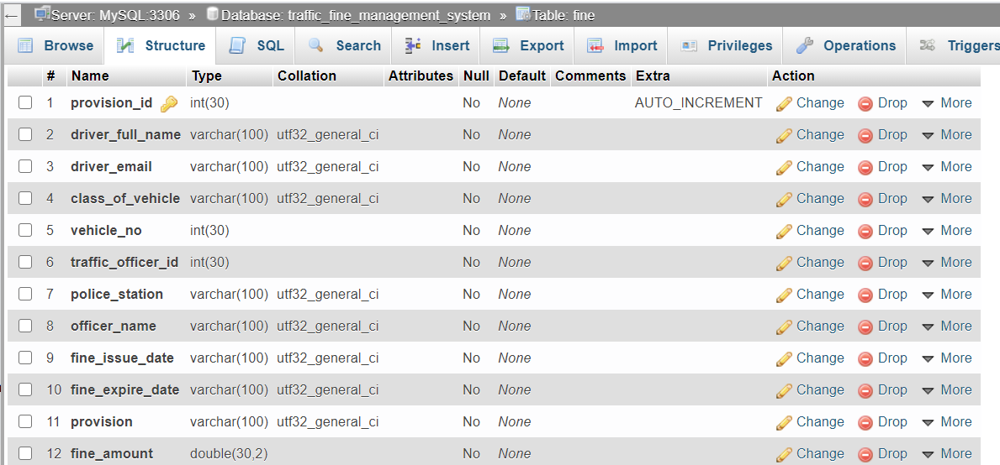 ← Server: MySQL:3306 » Database: traffic_fine_management_system » Table: fine
Browse Structure SQL Search Insert Export Import Privileges Operations Triggers
# Name Type Collation Attributes Null Default Comments Extra Action
1 provision_id int(30) No None AUTO_INCREMENT Change Drop More
2 driver_full_name varchar(100) utf32_general_ci No None Change Drop More
3 driver_email varchar(100) utf32_general_ci No None Change Drop More
4 class_of_vehicle varchar(100) utf32_general_ci No None Change Drop More
5 vehicle_no int(30) No None Change Drop More
6 traffic_officer_id int(30) No None Change Drop More
7 police_station varchar(100) utf32_general_ci No None Change Drop More
8 officer_name varchar(100) utf32_general_ci No None Change Drop More
9 fine_issue_date varchar(100) utf32_general_ci No None Change Drop More
10 fine_expire_date varchar(100) utf32_general_ci No None Change Drop More
11 provision varchar(100) utf32_general_ci No None Change Drop More
12 fine_amount double(30,2) No None Change Drop More